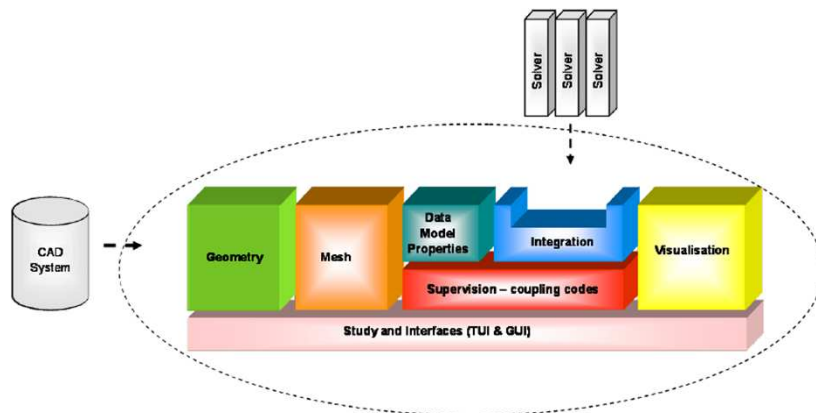 Solver
Solver
Solver
CAD
System
Geometry
Mesh
Data
Model
Properties
Integration
Visualisation
Supervision – coupling codes
Study and Interfaces (TUI & GUI)